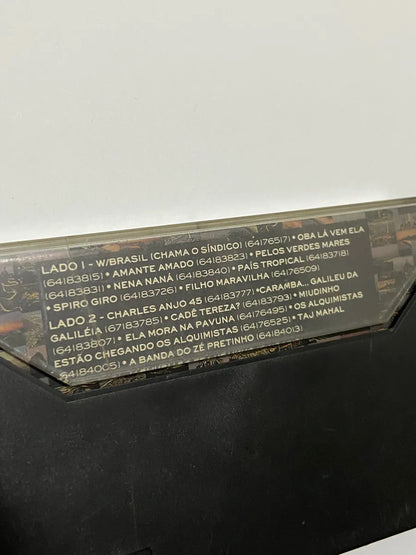 LADO 1 - W/BRASIL (CHAMA O SÍNDICO) (64176517) • OBA LÁ VEM ELA
(64183815) • AMANTE AMADO (64183823) • PELOS VERDES MARES
(64183831) • NENA NANÁ (64183840) • PAÍS TROPICAL (64183718)
• SPIRO GIRO (64183726) • FILHO MARAVILHA (64176509)
LADO 2 - CHARLES ANJO 45 (64183777) • CARAMBA... GALILEU DA
GALILÉIA (67183785) • CADÊ TEREZA? (64183793) • MIUDINHO
(64183807) • ELA MORA NA PAVUNA (64176495) • OS ALQUIMISTAS
ESTÃO CHEGANDO OS ALQUIMISTAS (64176525) • TAJ MAHAL
(64184005) • A BANDA DO ZÉ PRETINHO (64184013)